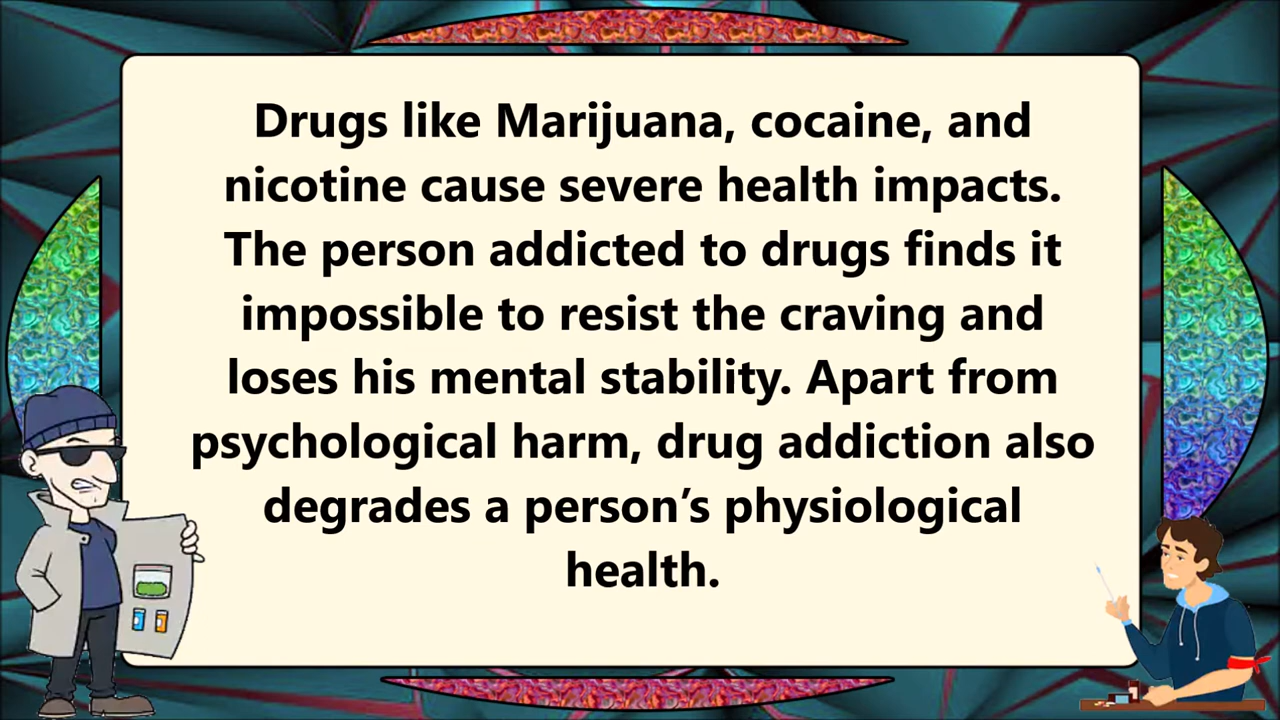 Drugs like Marijuana, cocaine, and
nicotine cause severe health impacts.
The person addicted to drugs finds it
impossible to resist the craving and
loses his mental stability. Apart from
psychological harm, drug addiction also
degrades a person’s physiological
health.